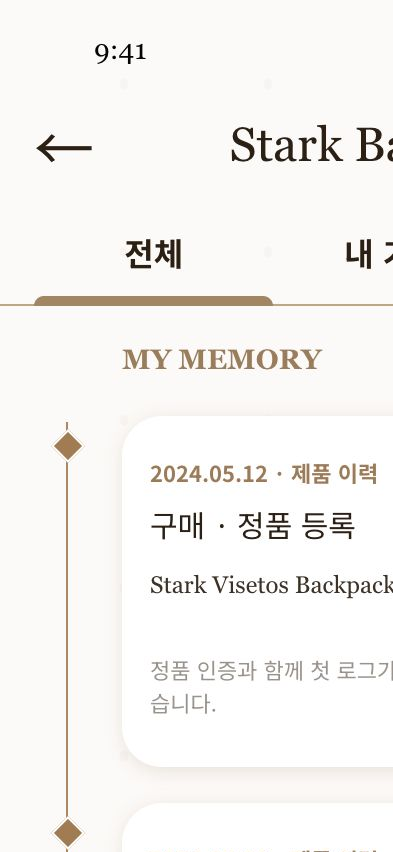 9:41
← Stark Ba
전체 내
MY MEMORY
2024.05.12 · 제품 이력
구매 · 정품 등록
Stark Visetos Backpack
정품 인증과 함께 첫 로그가
습니다.